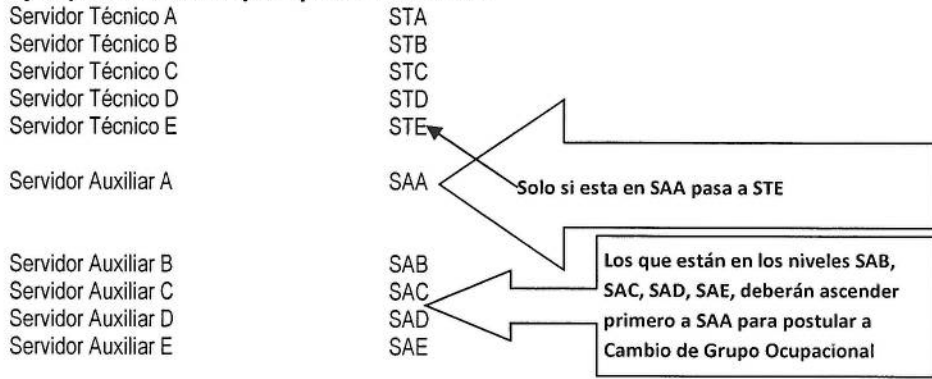 Servidor Técnico A STA
Servidor Técnico B STB
Servidor Técnico C STC
Servidor Técnico D STD
Servidor Técnico E STE
Servidor Auxiliar A SAA
Solo si esta en SAA pasa a STE
Servidor Auxiliar B SAB
Servidor Auxiliar C SAC
Servidor Auxiliar D SAD
Servidor Auxiliar E SAE
Los que están en los niveles SAB,
SAC, SAD, SAE, deberán ascender
primero a SAA para postular a
Cambio de Grupo Ocupacional